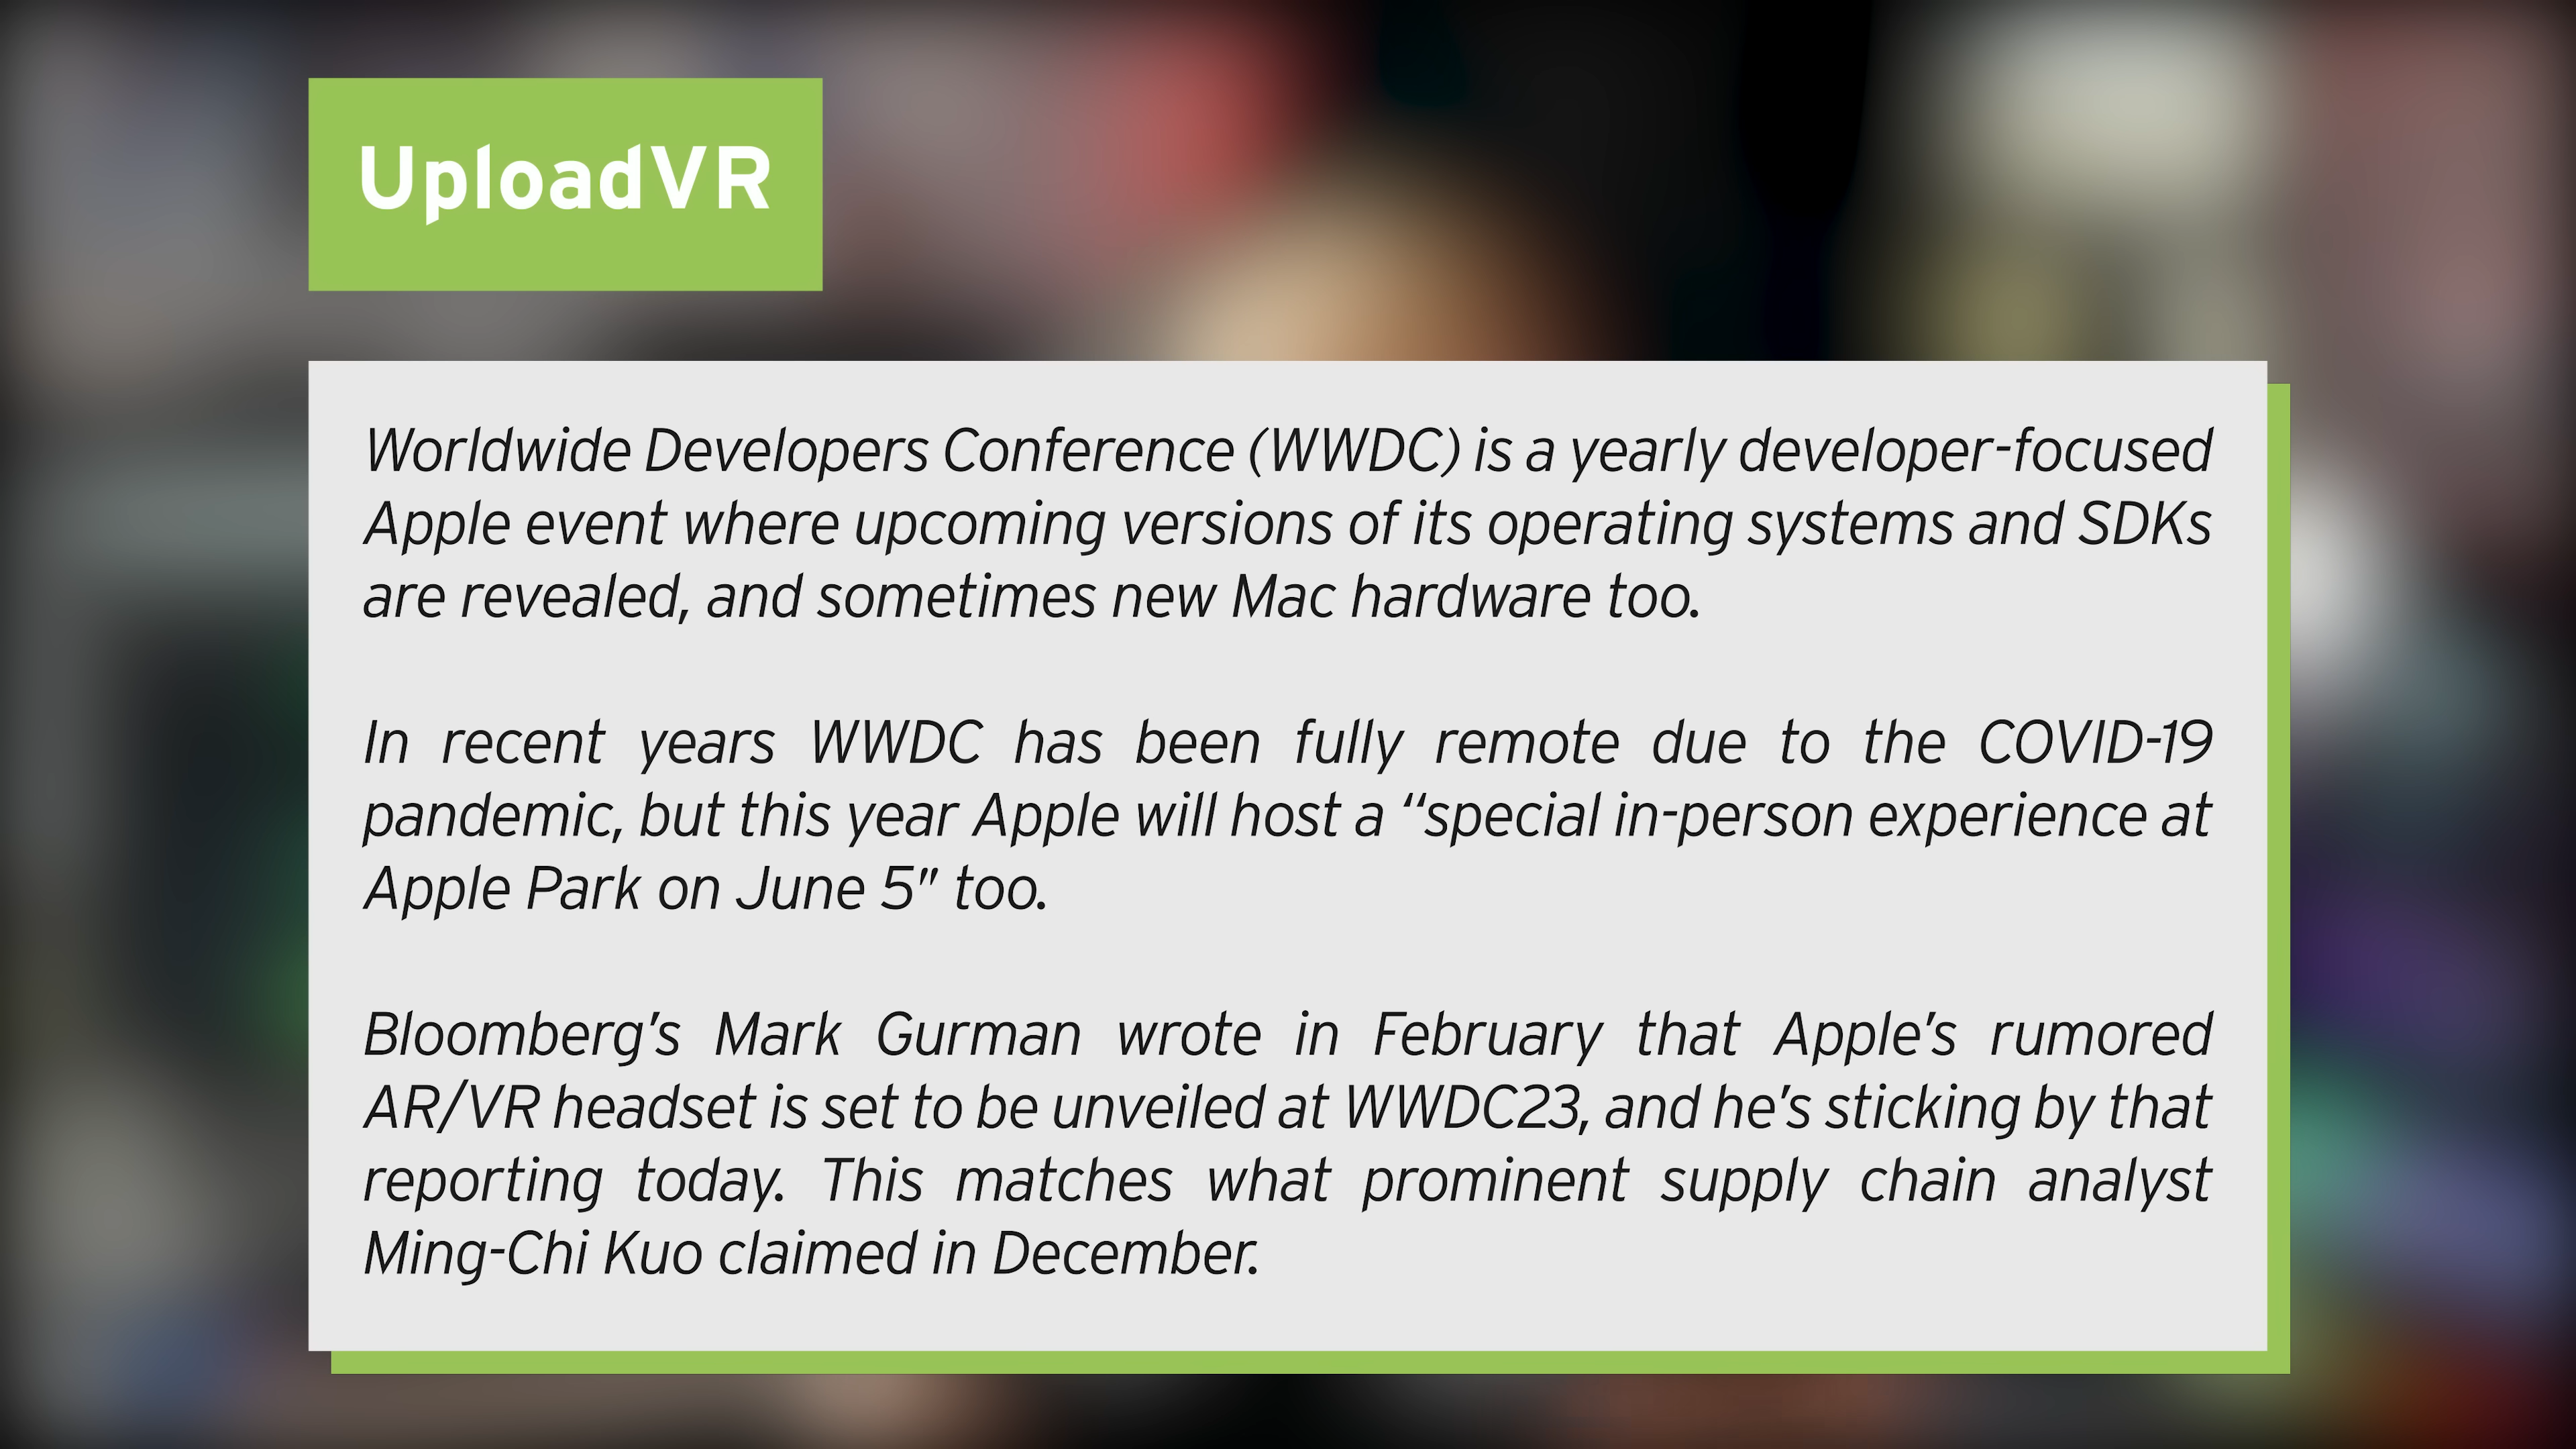 UploadVR
Worldwide Developers Conference (WWDC) is a yearly developer-focused
Apple event where upcoming versions of its operating systems and SDKs
are revealed, and sometimes new Mac hardware too.
In recent years WWDC has been fully remote due to the COVID-19
pandemic, but this year Apple will host a “special in-person experience at
Apple Park on June 5″ too.
Bloomberg’s Mark Gurman wrote in February that Apple’s rumored
AR/VR headset is set to be unveiled at WWDC23, and he’s sticking by that
reporting today. This matches what prominent supply chain analyst
Ming-Chi Kuo claimed in December.